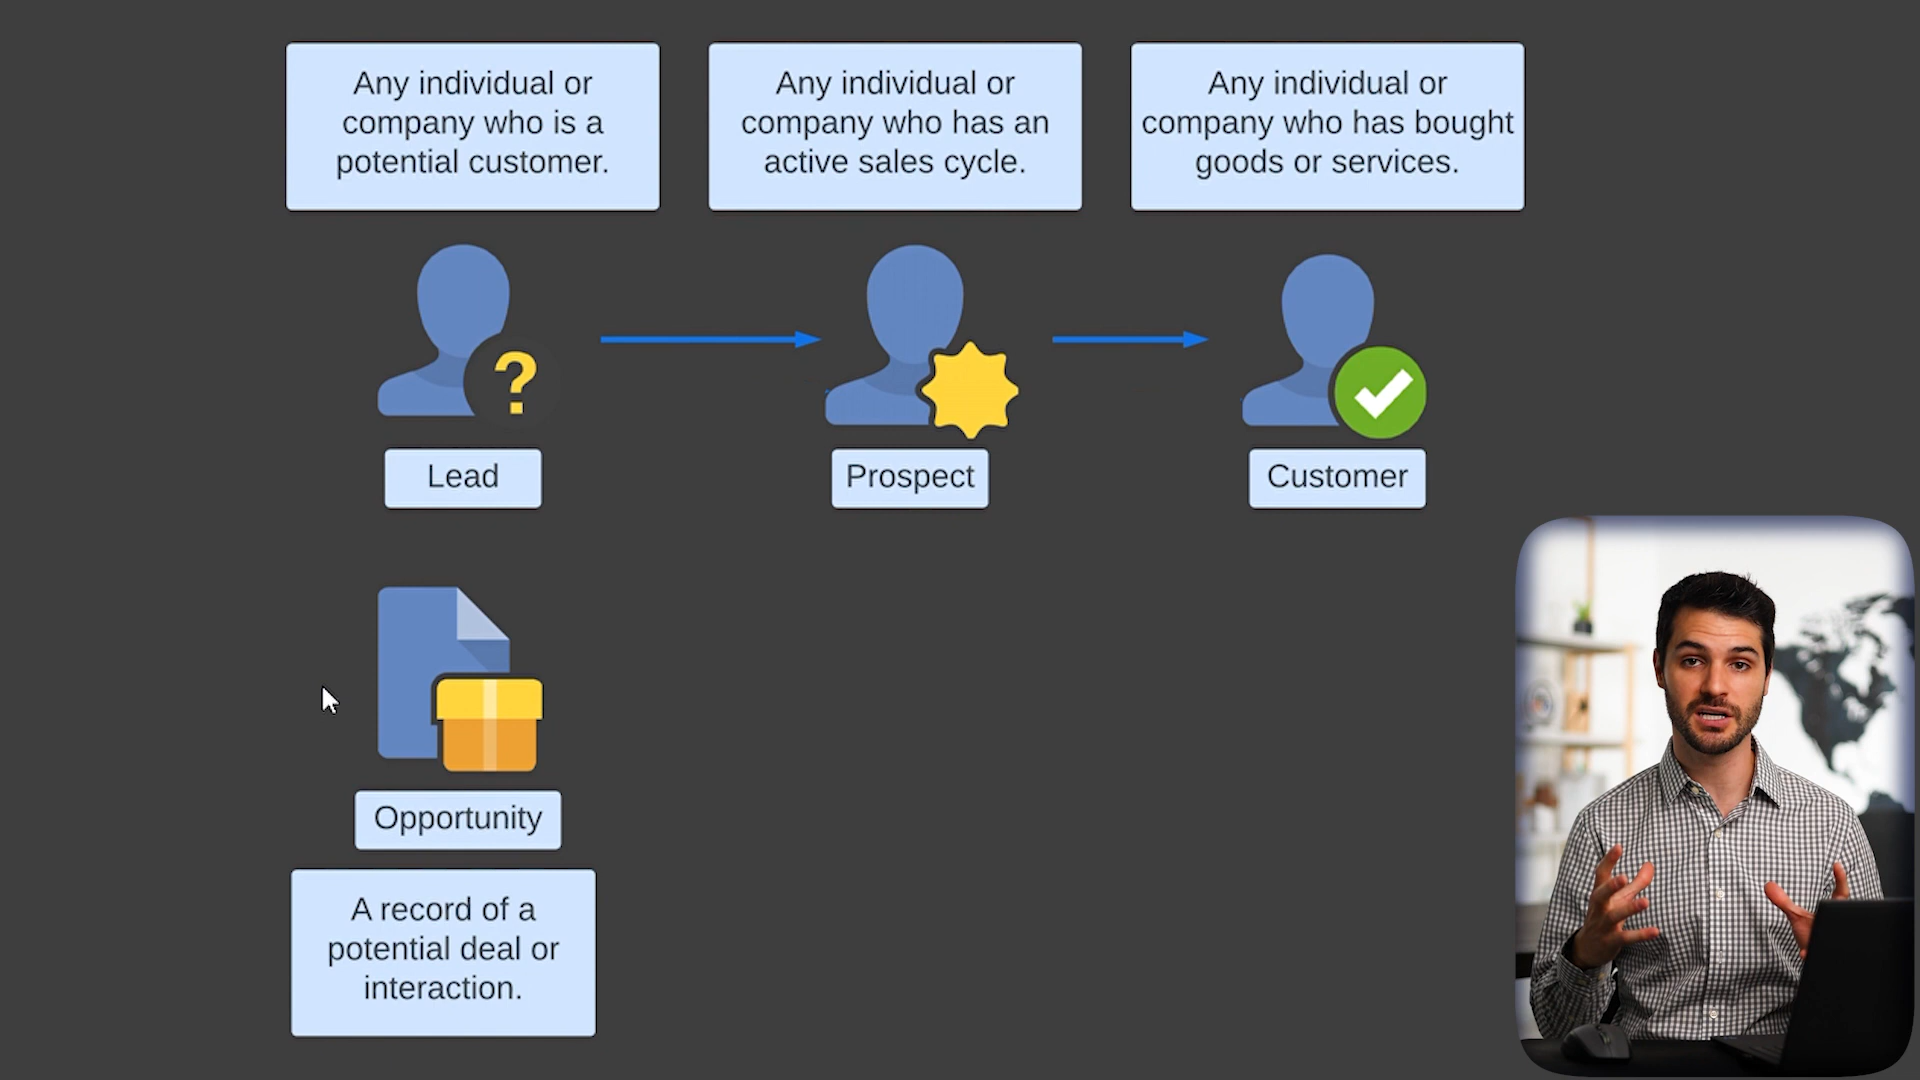 Any individual or
company who is a
potential customer.
Any individual or
company who has an
active sales cycle.
Any individual or
company who has bought
goods or services.
?
Lead
Prospect
Customer
Opportunity
A record of a
potential deal or
interaction.